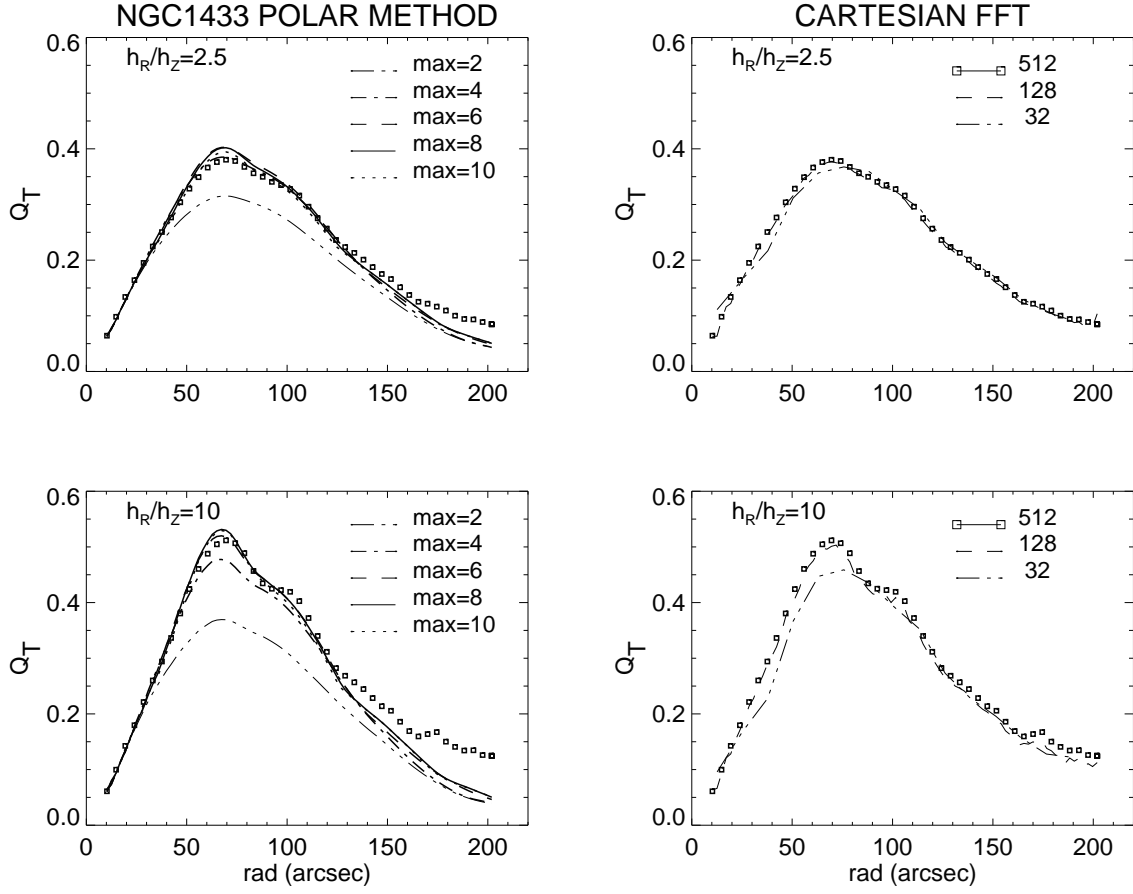 NGC1433 POLAR METHOD
CARTESIAN FFT
0.6
0.4
0.2
0.0
Q_T
h_R/h_Z=2.5
max=2
max=4
max=6
max=8
max=10
0 50 100 150 200
0.6
0.4
0.2
0.0
Q_T
h_R/h_Z=2.5
512
128
32
0 50 100 150 200
0.6
0.4
0.2
0.0
Q_T
h_R/h_Z=10
max=2
max=4
max=6
max=8
max=10
0 50 100 150 200
rad (arcsec)
0.6
0.4
0.2
0.0
Q_T
h_R/h_Z=10
512
128
32
0 50 100 150 200
rad (arcsec)